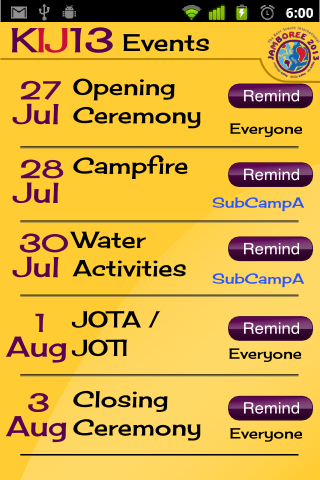 6:00
KIJ13 Events
JAMBOREE 2013
27 Jul
Opening
Ceremony
Remind
Everyone
28 Jul
Campfire
Remind
SubCampA
30 Jul
Water
Activities
Remind
SubCampA
1 Aug
JOTA /
JOTI
Remind
Everyone
3 Aug
Closing
Ceremony
Remind
Everyone